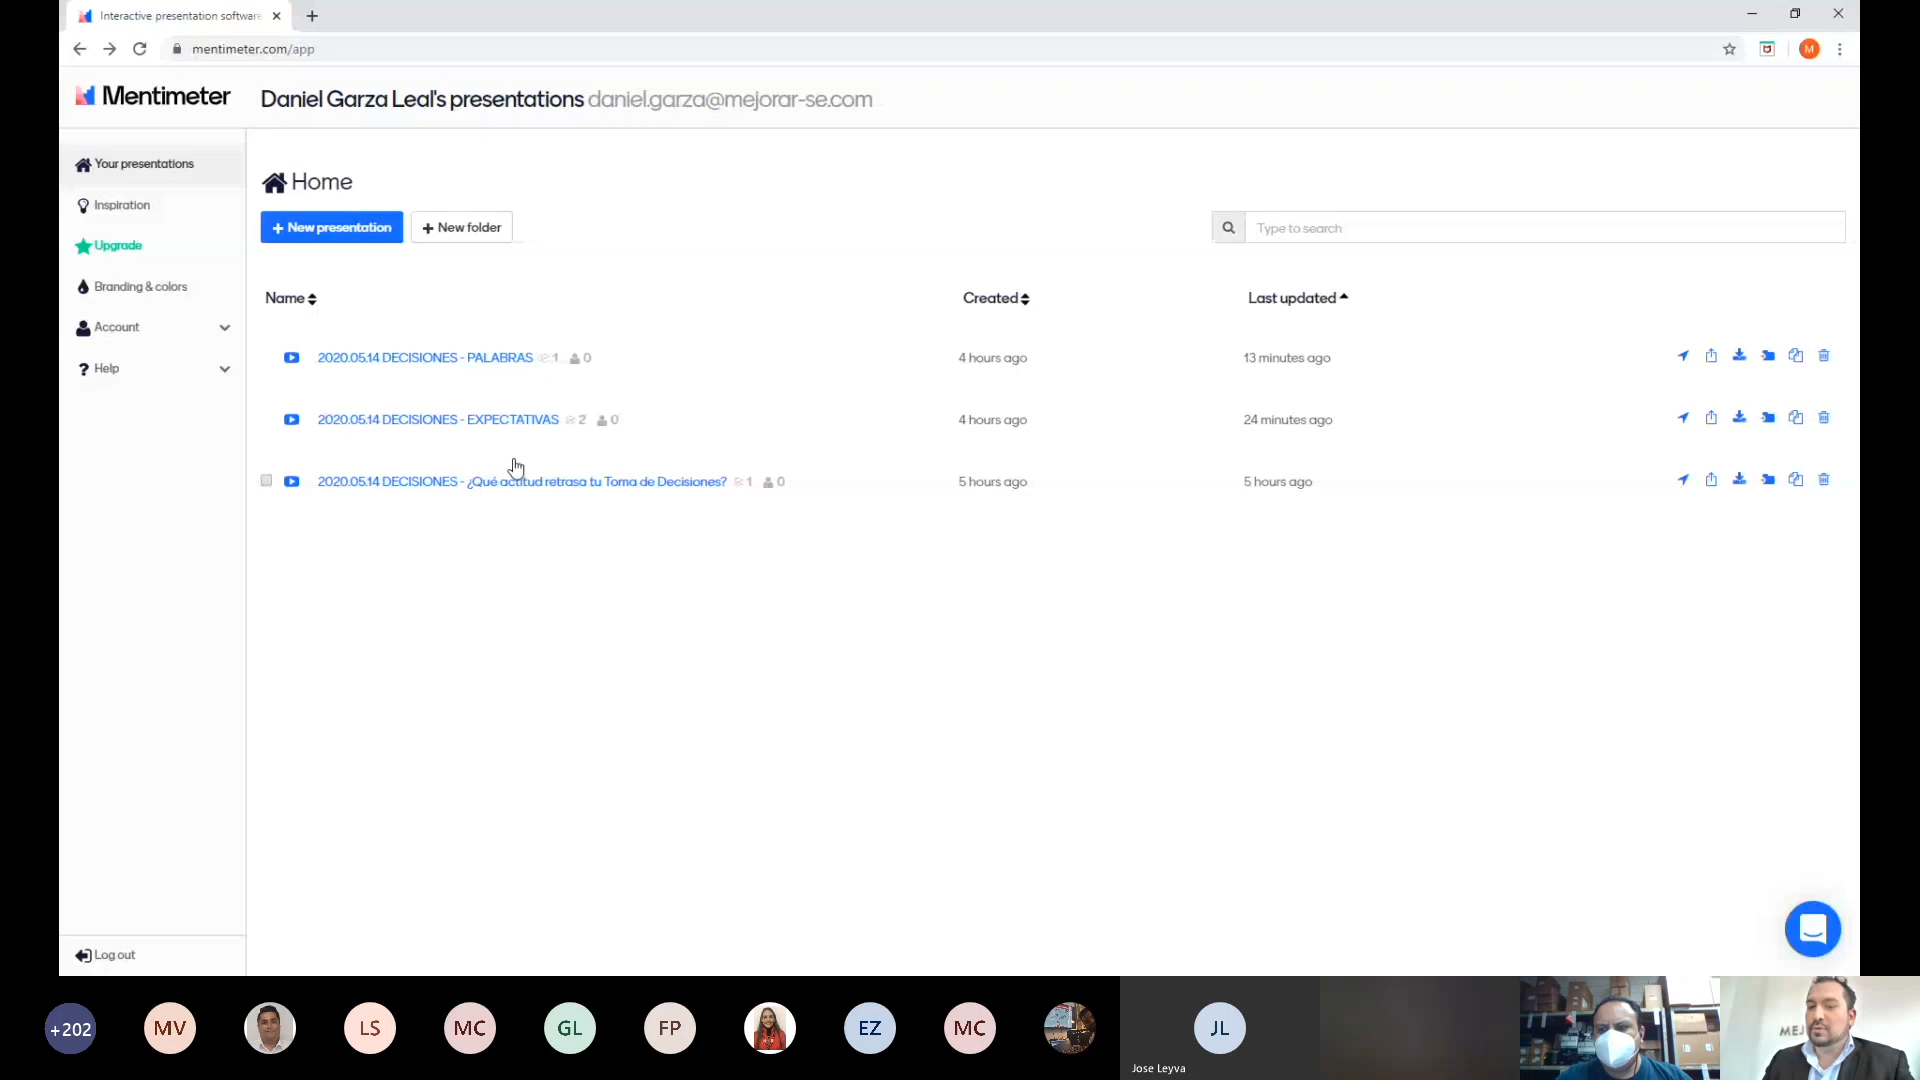 Interactive presentation software
mentimeter.com/app
M
Mentimeter
Daniel Garza Leal's presentations daniel.garza@mejorar-se.com
Your presentations
Inspiration
Upgrade
Branding & colors
Account
? Help
Log out
Home
+ New presentation
+ New folder
Type to search
Name
Created
Last updated
2020.05.14 DECISIONES - PALABRAS 1 0
4 hours ago
13 minutes ago
2020.05.14 DECISIONES - EXPECTATIVAS 2 0
4 hours ago
24 minutes ago
2020.05.14 DECISIONES - ¿Qué actitud retrasa tu Toma de Decisiones? 1 0
5 hours ago
5 hours ago
+202
MV
LS
MC
GL
FP
EZ
MC
JL
Jose Leyva
MEJ